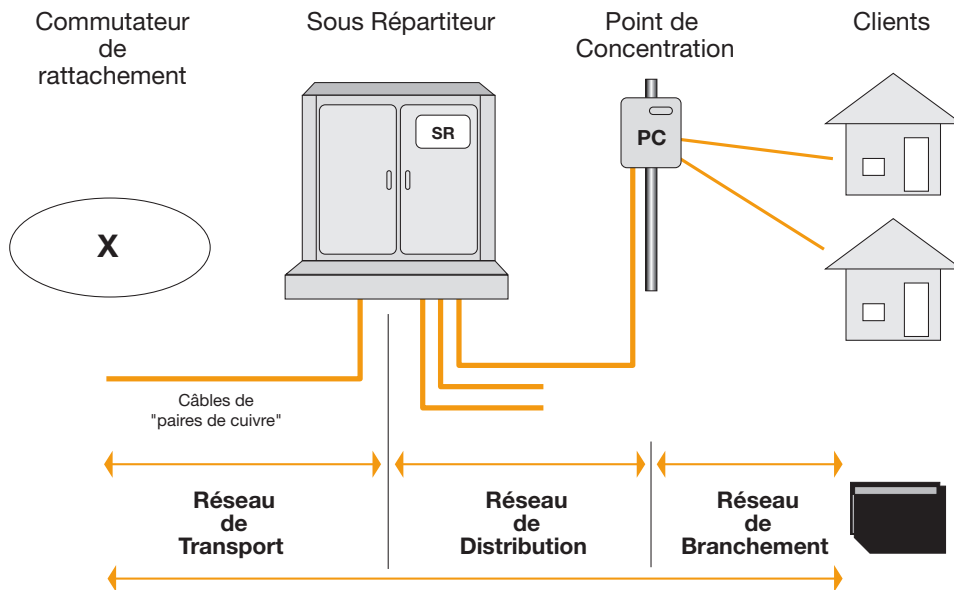 Commutateur
de
rattachement
Sous Répartiteur
Point de
Concentration
Clients
SR
PC
X
Câbles de
"paires de cuivre"
Réseau
de
Transport
Réseau
de
Distribution
Réseau
de
Branchement